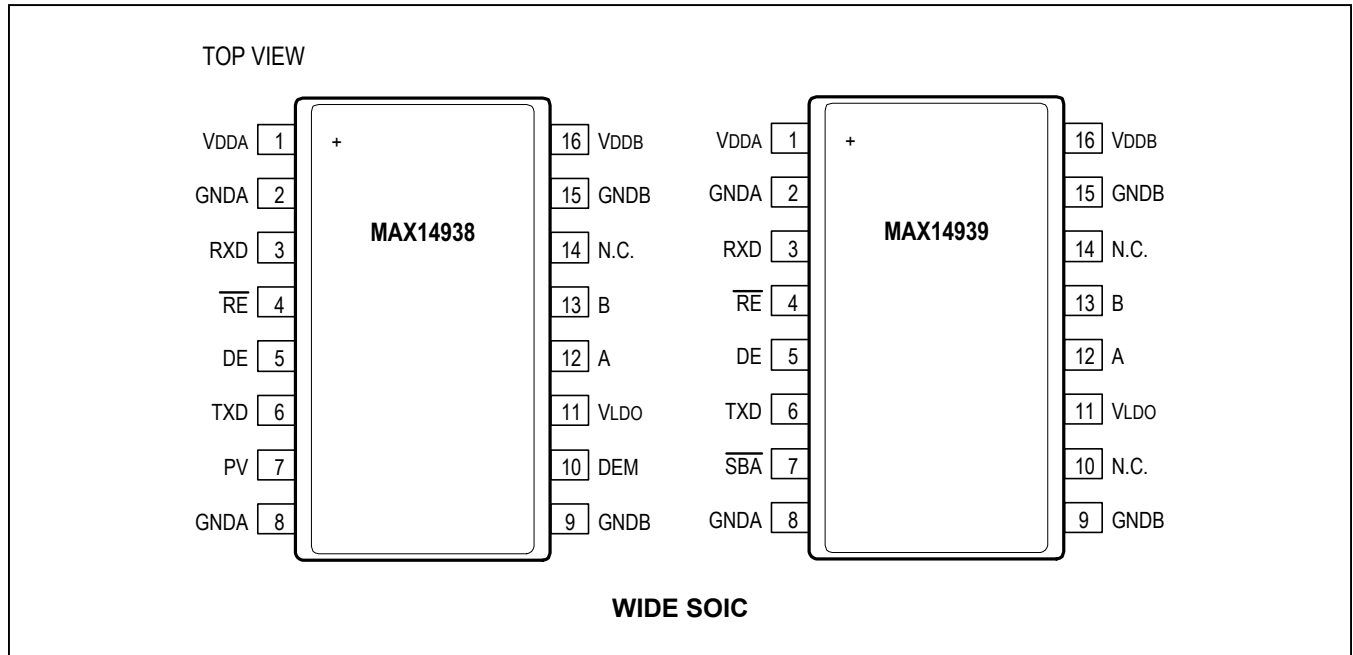 TOP VIEW
VDDA 1 + 16 VDDB VDDA 1 + 16 VDDB
GNDA 2 15 GNDB GNDA 2 15 GNDB
MAX14938 MAX14939
RXD 3 14 N.C. RXD 3 14 N.C.
R̅E̅ 4 13 B R̅E̅ 4 13 B
DE 5 12 A DE 5 12 A
TXD 6 11 VLDO TXD 6 11 VLDO
PV 7 10 DEM S̅B̅A̅ 7 10 N.C.
GNDA 8 9 GNDB GNDA 8 9 GNDB
WIDE SOIC